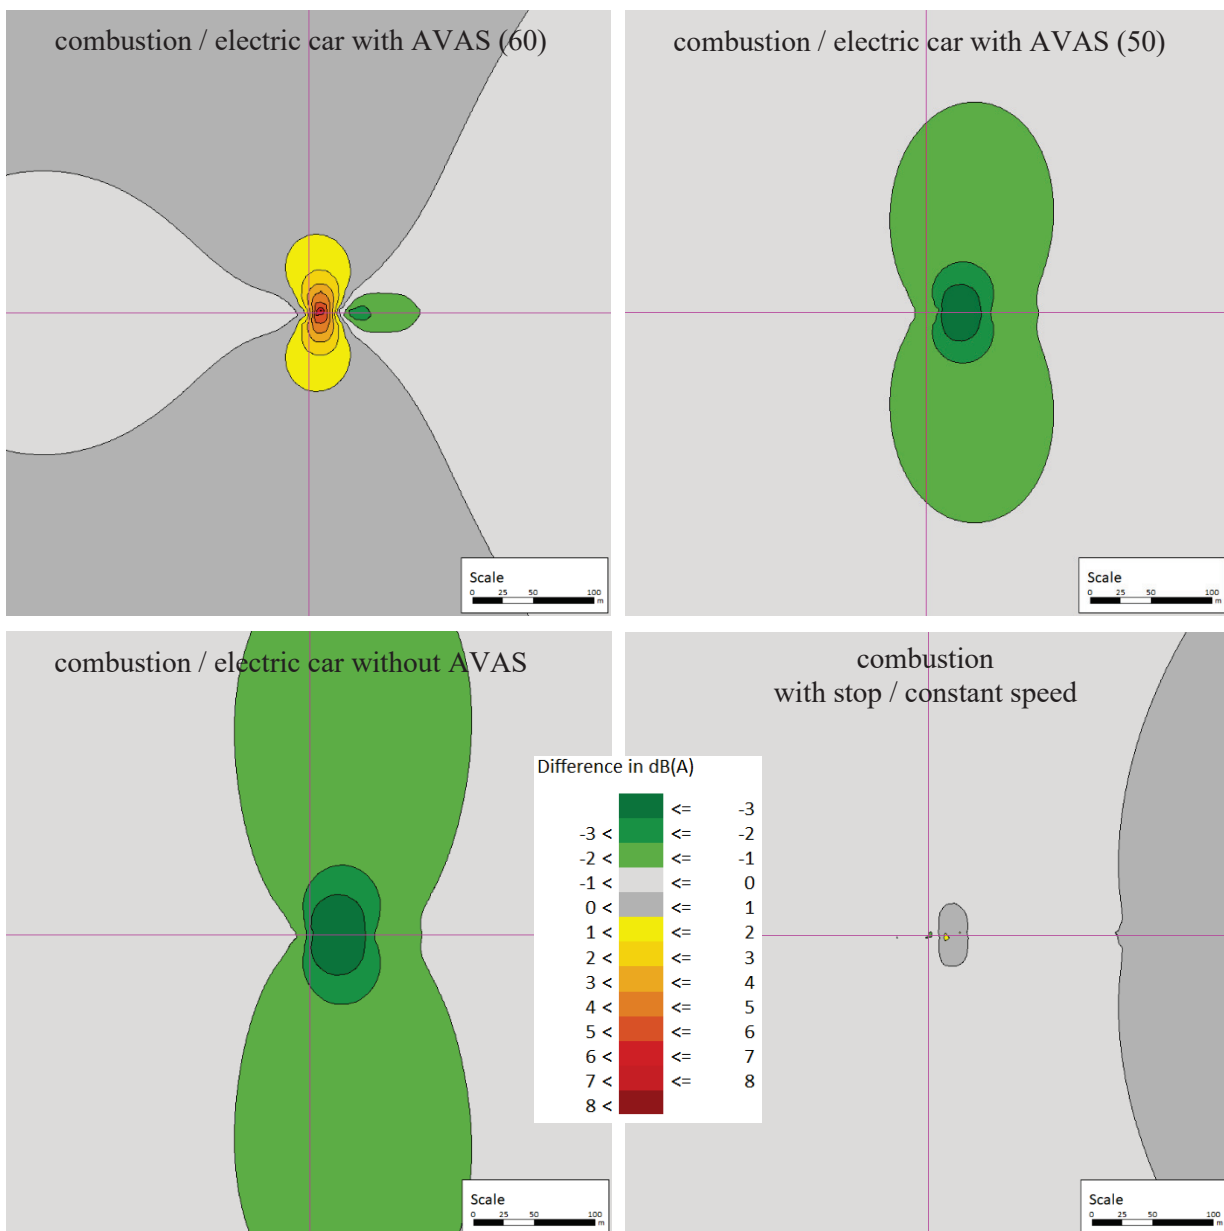 combustion / electric car with AVAS (60)
combustion / electric car with AVAS (50)
Scale
0 25 50 100
m
Scale
0 25 50 100
m
combustion / electric car without AVAS
combustion
with stop / constant speed
Difference in dB(A)
<= -3
-3 < <= -2
-2 < <= -1
-1 < <= 0
0 < <= 1
1 < <= 2
2 < <= 3
3 < <= 4
4 < <= 5
5 < <= 6
6 < <= 7
7 < <= 8
8 <
Scale
0 25 50 100
m
Scale
0 25 50 100
m